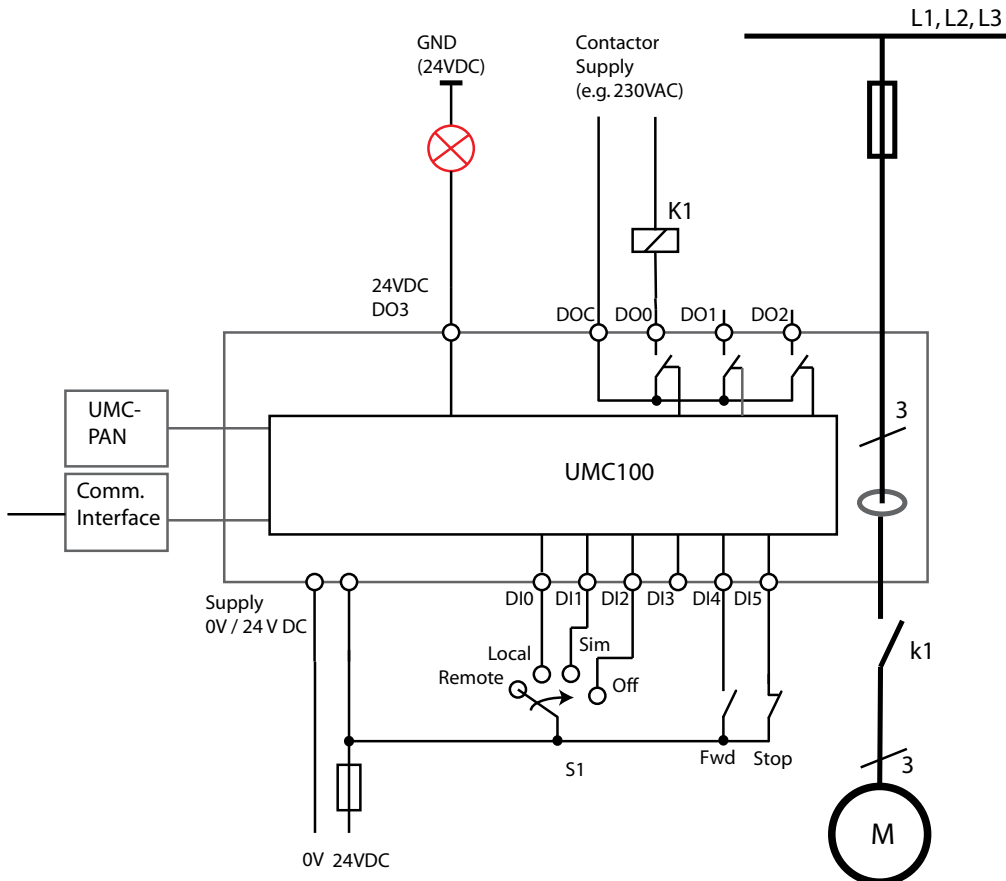 L1, L2, L3
GND
(24VDC)
Contactor
Supply
(e.g. 230VAC)
K1
24VDC
DO3
DOC
DO0
DO1
DO2
UMC-
PAN
3
UMC100
Comm.
Interface
Supply
0V / 24 V DC
DI0
DI1
DI2
DI3
DI4
DI5
Local
Sim
k1
Remote
Off
S1
Fwd
Stop
3
M
0V
24VDC